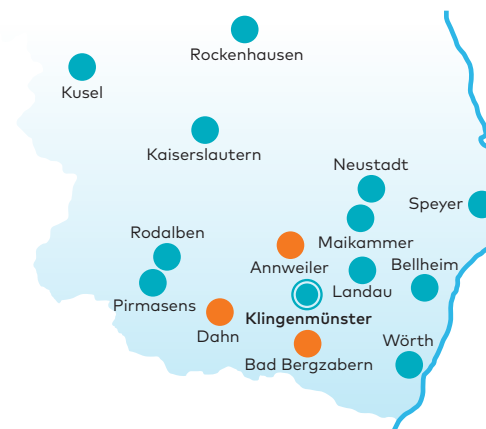 Rockenhausen
Kusel
Kaiserslautern
Neustadt
Speyer
Maikammer
Rodalben
Annweiler
Bellheim
Landau
Pirmasens
Klingenmünster
Dahn
Wörth
Bad Bergzabern